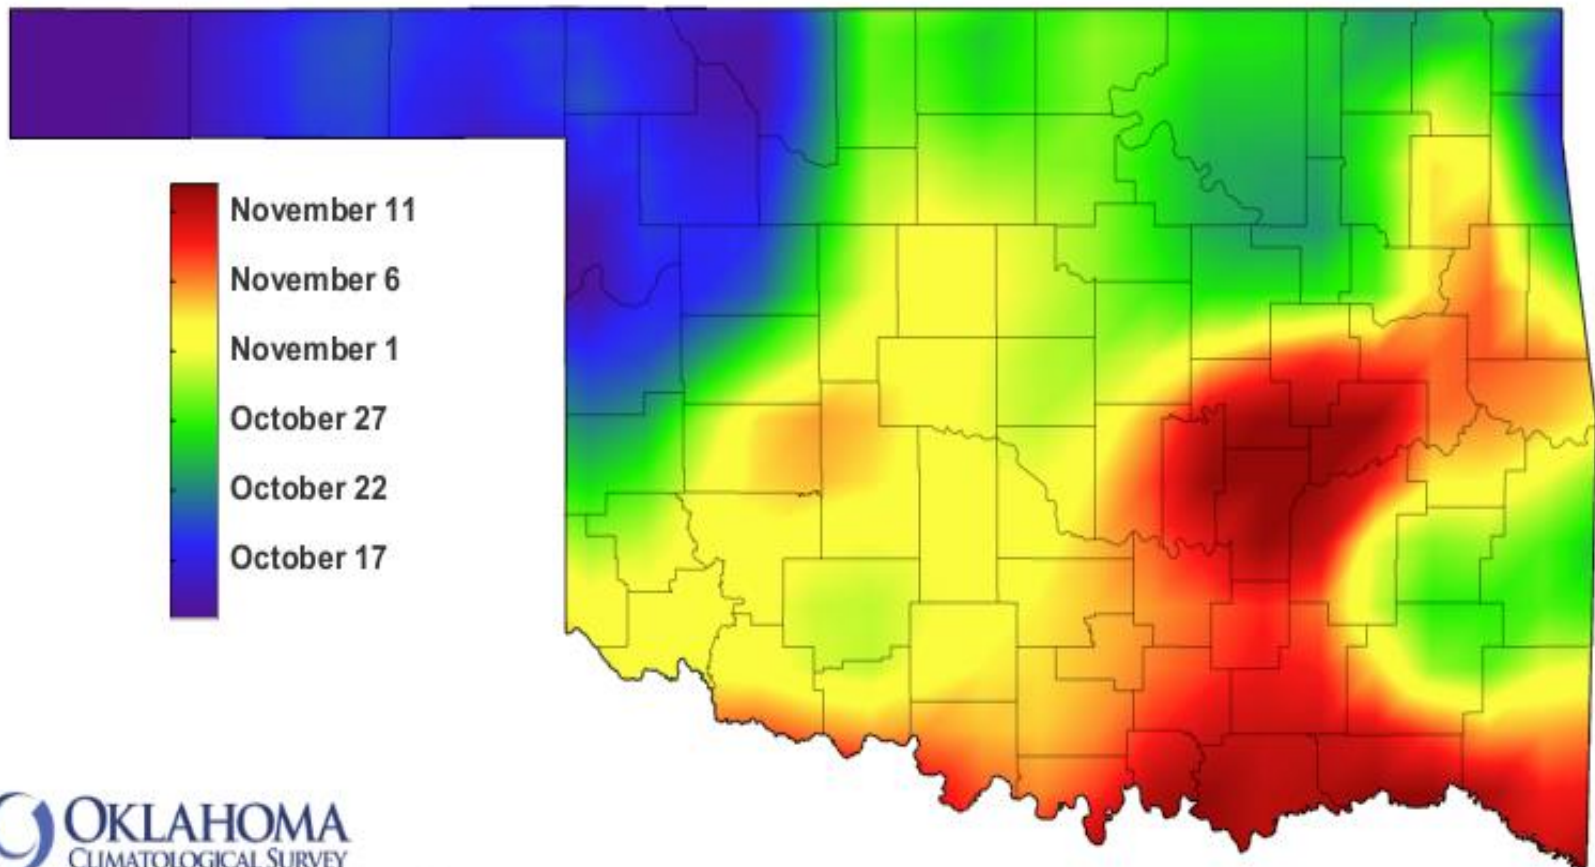 November 11
November 6
November 1
October 27
October 22
October 17
OKLAHOMA
CLIMATOLOGICAL SURVEY